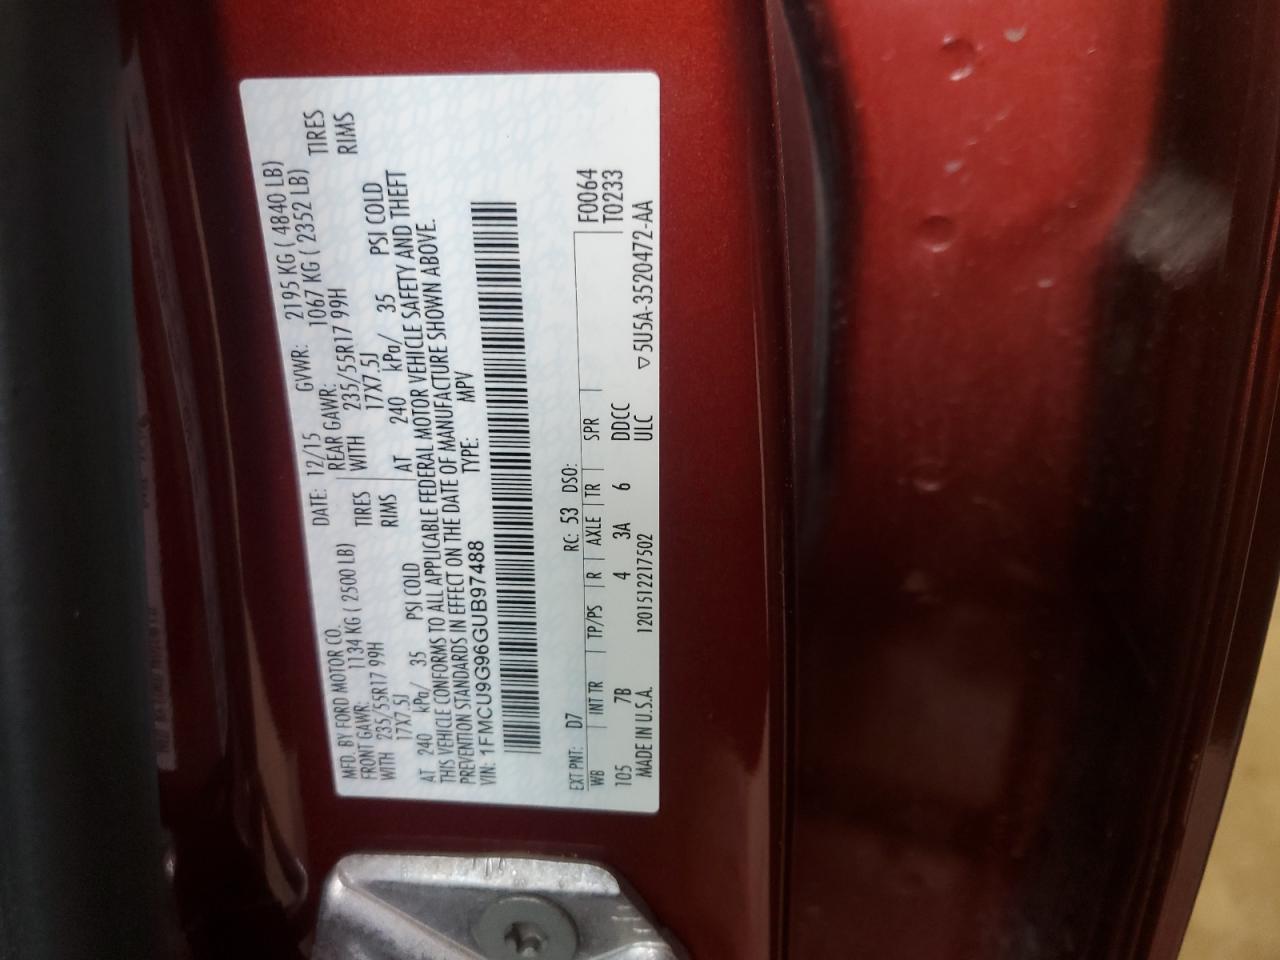 MFD. BY FORD MOTOR CO.
DATE: 12/15 GVWR: 2195 KG ( 4840 LB)
FRONT GAWR: 1134 KG ( 2500 LB)
REAR GAWR: 1067 KG ( 2352 LB)
WITH 235/55R17 99H TIRES
WITH 235/55R17 99H TIRES
17X7.5J RIMS
17X7.5J RIMS
AT 240 kPa/ 35 PSI COLD
AT 240 kPa/ 35 PSI COLD
THIS VEHICLE CONFORMS TO ALL APPLICABLE FEDERAL MOTOR VEHICLE SAFETY AND THEFT
PREVENTION STANDARDS IN EFFECT ON THE DATE OF MANUFACTURE SHOWN ABOVE.
VIN: 1FMCU9G96GUB97488
TYPE: MPV
EXT PNT: D7 RC: 53 DSO:
WB INT TR TP/PS R AXLE TR SPR F0064
105 7B 4 3A 6 DDCC T0233
MADE IN U.S.A. 1201512217502 ULC ▽ 5U5A-3520472-AA